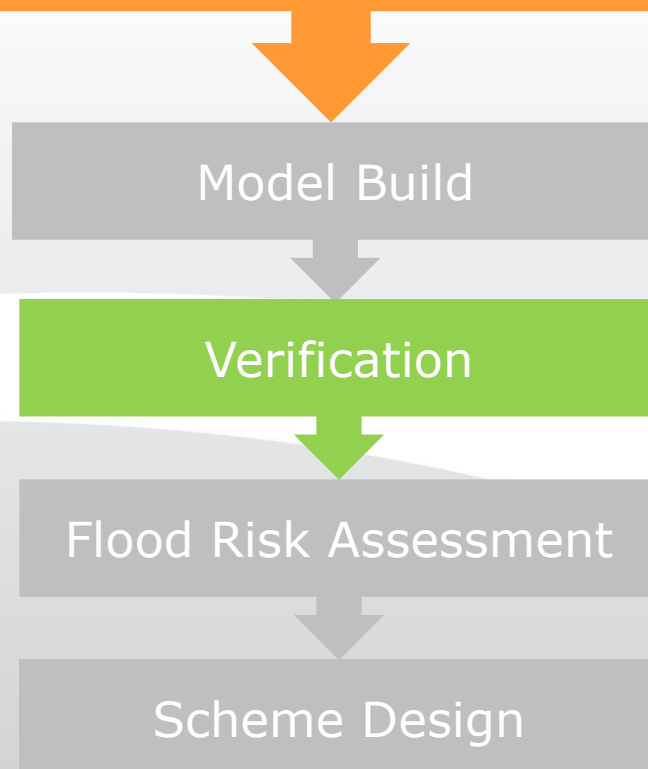 Model Build
Verification
Flood Risk Assessment
Scheme Design